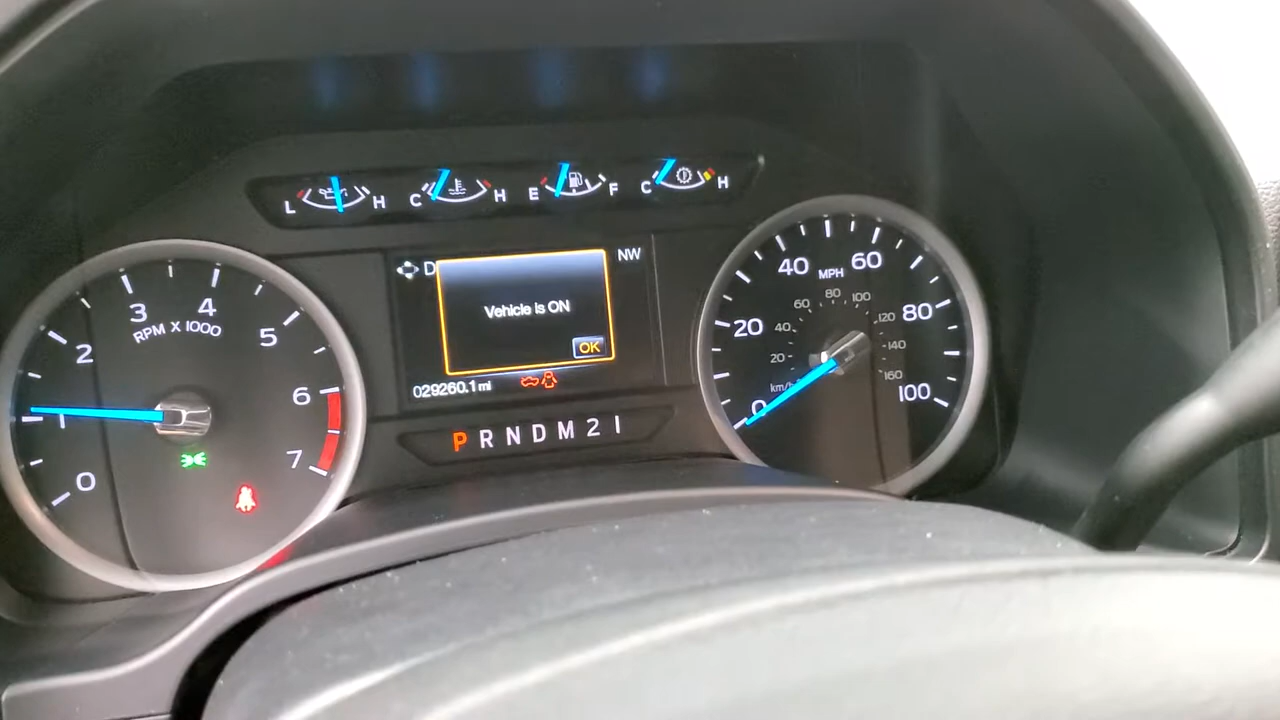 L H C H E F C H
NW
D
Vehicle is ON
OK
029260.1 mi
P R N D M 2 1
0 1 2 3 4 5 6 7
RPM X 1000
0 20 40 60 80 100
MPH
20 40 60 80 100 120 140 160
km/h